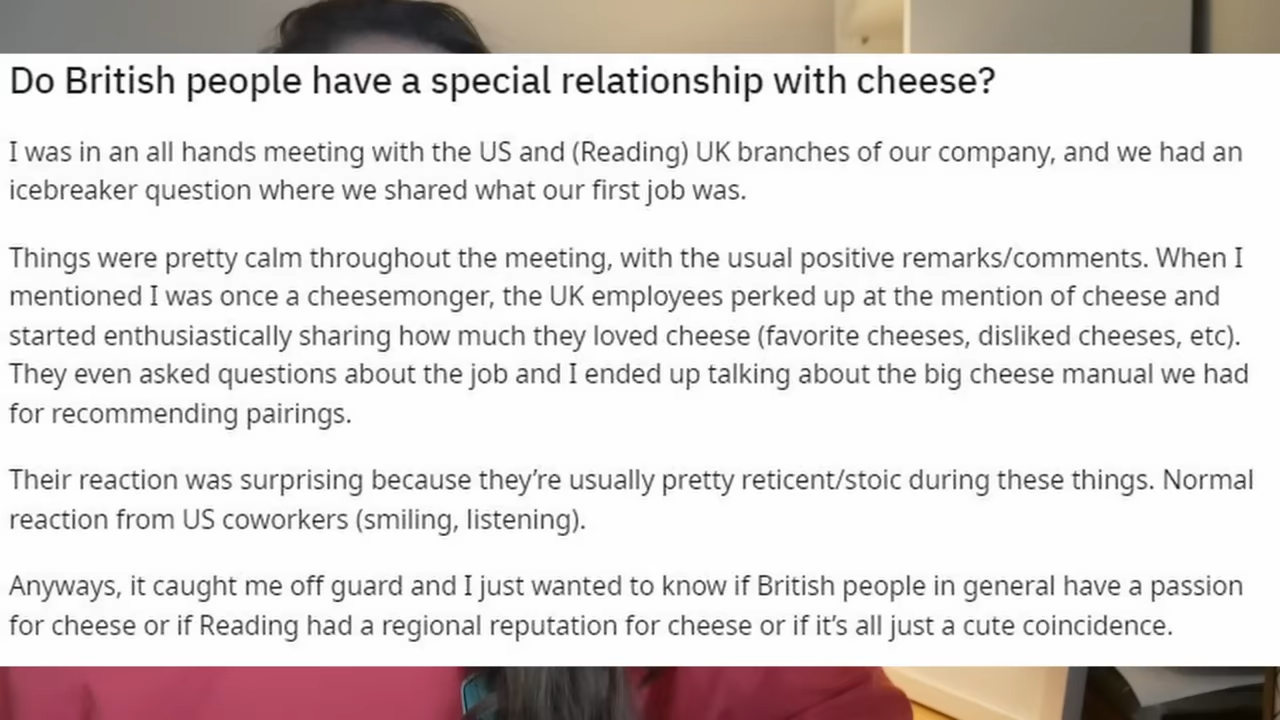 Do British people have a special relationship with cheese?
I was in an all hands meeting with the US and (Reading) UK branches of our company, and we had an
icebreaker question where we shared what our first job was.
Things were pretty calm throughout the meeting, with the usual positive remarks/comments. When I
mentioned I was once a cheesemonger, the UK employees perked up at the mention of cheese and
started enthusiastically sharing how much they loved cheese (favorite cheeses, disliked cheeses, etc).
They even asked questions about the job and I ended up talking about the big cheese manual we had
for recommending pairings.
Their reaction was surprising because they’re usually pretty reticent/stoic during these things. Normal
reaction from US coworkers (smiling, listening).
Anyways, it caught me off guard and I just wanted to know if British people in general have a passion
for cheese or if Reading had a regional reputation for cheese or if it’s all just a cute coincidence.